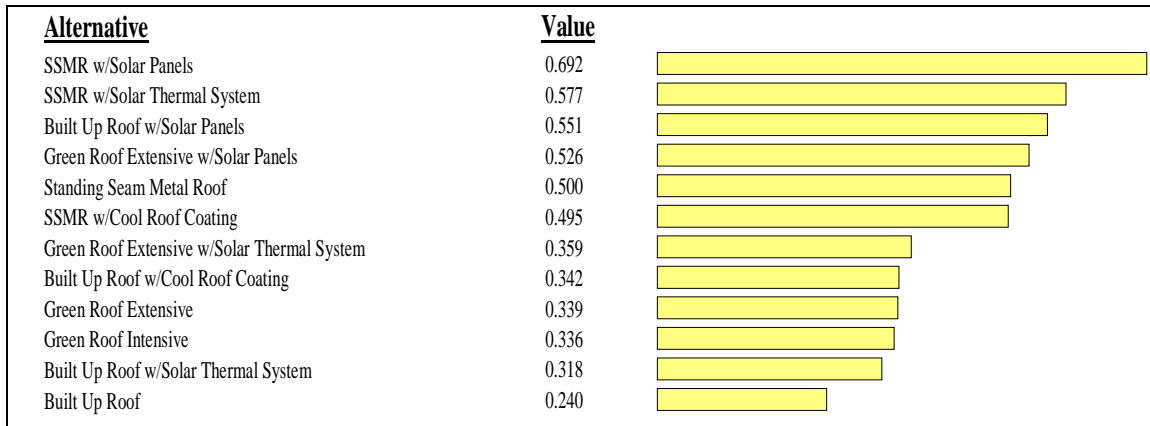 Alternative Value
SSMR w/Solar Panels 0.692
SSMR w/Solar Thermal System 0.577
Built Up Roof w/Solar Panels 0.551
Green Roof Extensive w/Solar Panels 0.526
Standing Seam Metal Roof 0.500
SSMR w/Cool Roof Coating 0.495
Green Roof Extensive w/Solar Thermal System 0.359
Built Up Roof w/Cool Roof Coating 0.342
Green Roof Extensive 0.339
Green Roof Intensive 0.336
Built Up Roof w/Solar Thermal System 0.318
Built Up Roof 0.240